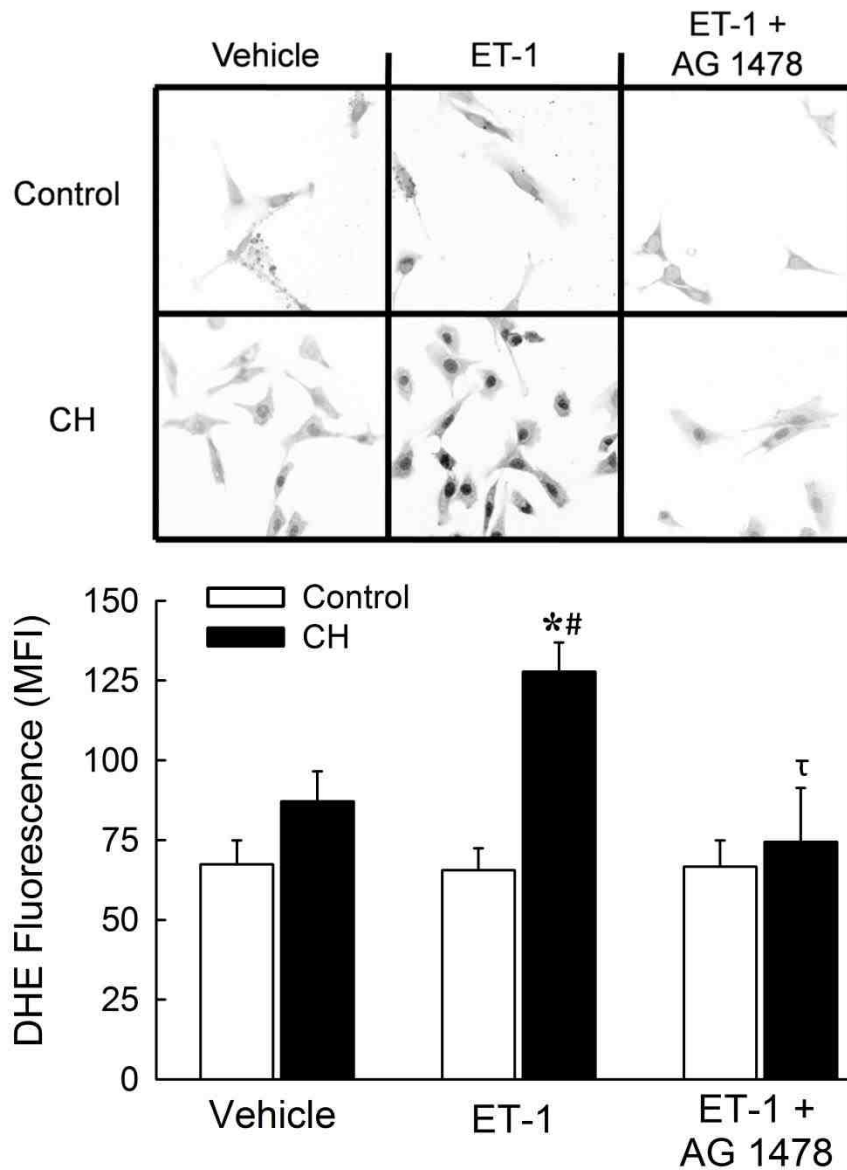 Vehicle
ET-1
ET-1 +
AG 1478
Control
CH
DHE Fluorescence (MFI)
150
125
100
75
50
25
0
Control
CH
*#
τ
Vehicle
ET-1
ET-1 +
AG 1478